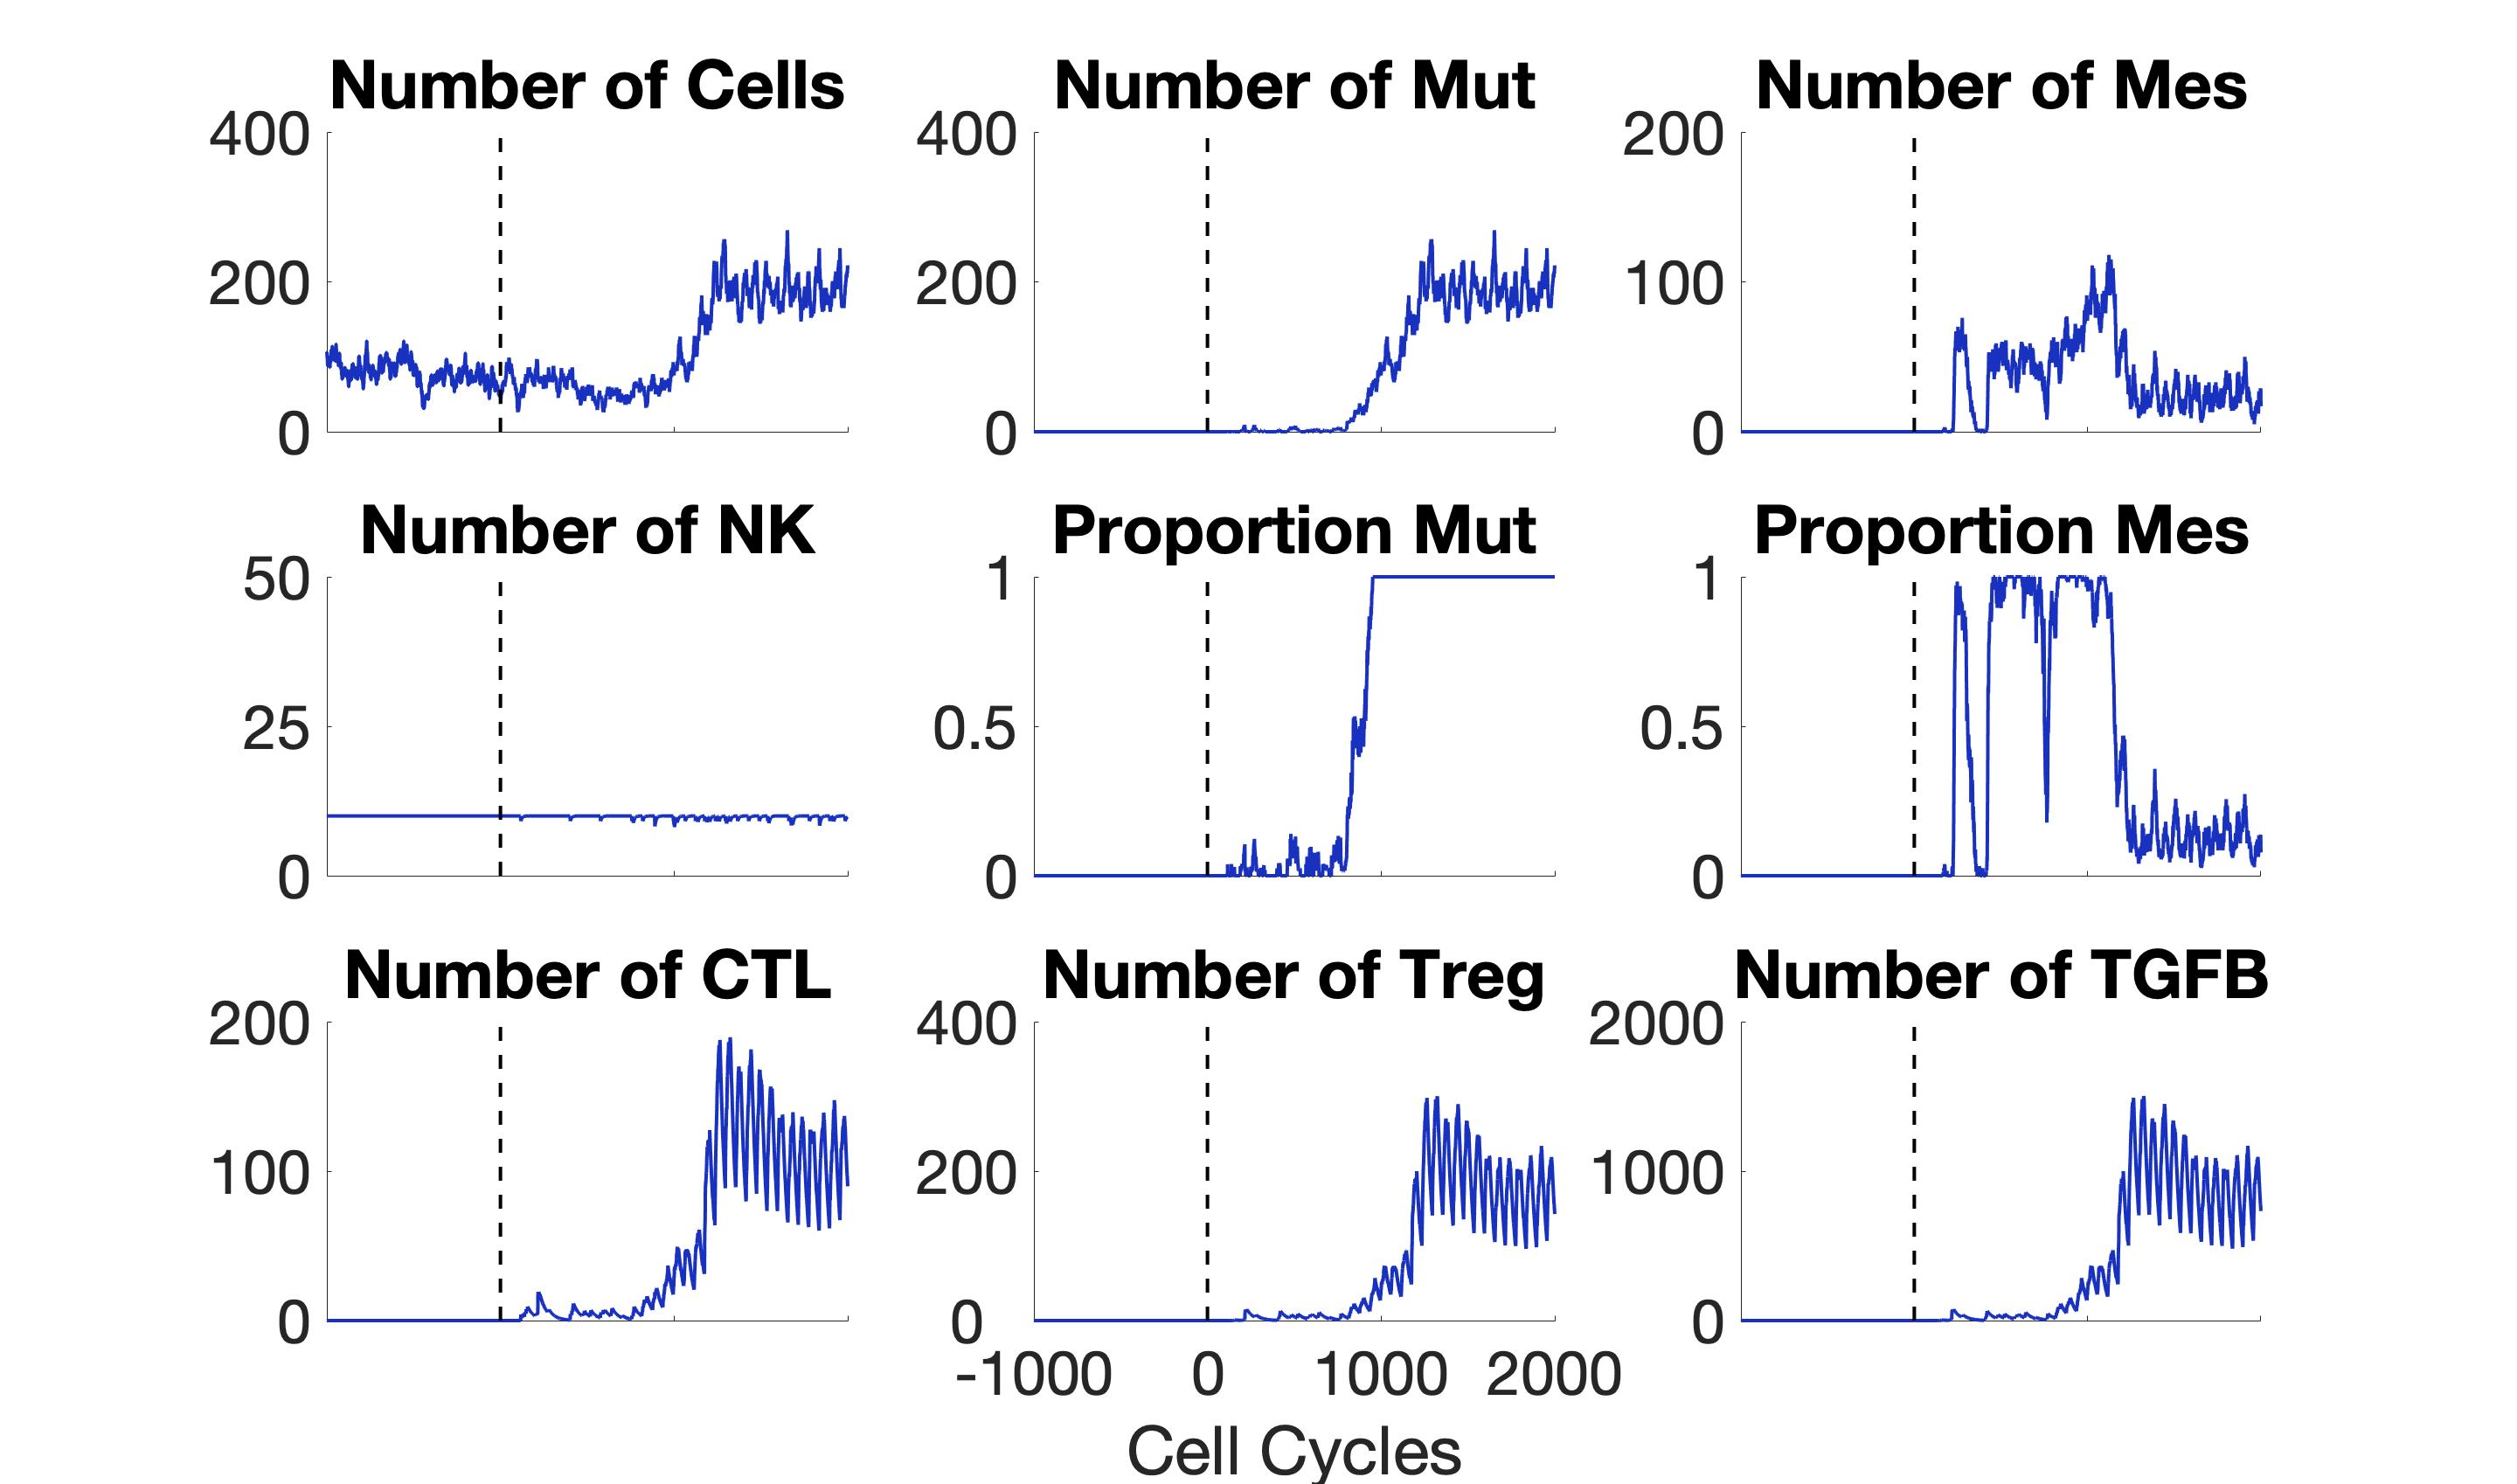 Number of Cells Number of Mut Number of Mes
400 400 200
200 200 100
0 0 0
Number of NK Proportion Mut Proportion Mes
50 1 1
25 0.5 0.5
0 0 0
Number of CTL Number of Treg Number of TGFB
200 400 2000
100 200 1000
0 0 0
-1000 0 1000 2000
Cell Cycles